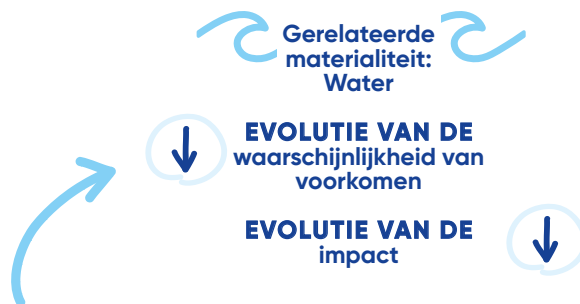 Gerelateerde
materialiteit:
Water
EVOLUTIE VAN DE
waarschijnlijkheid van
voorkomen
EVOLUTIE VAN DE
impact